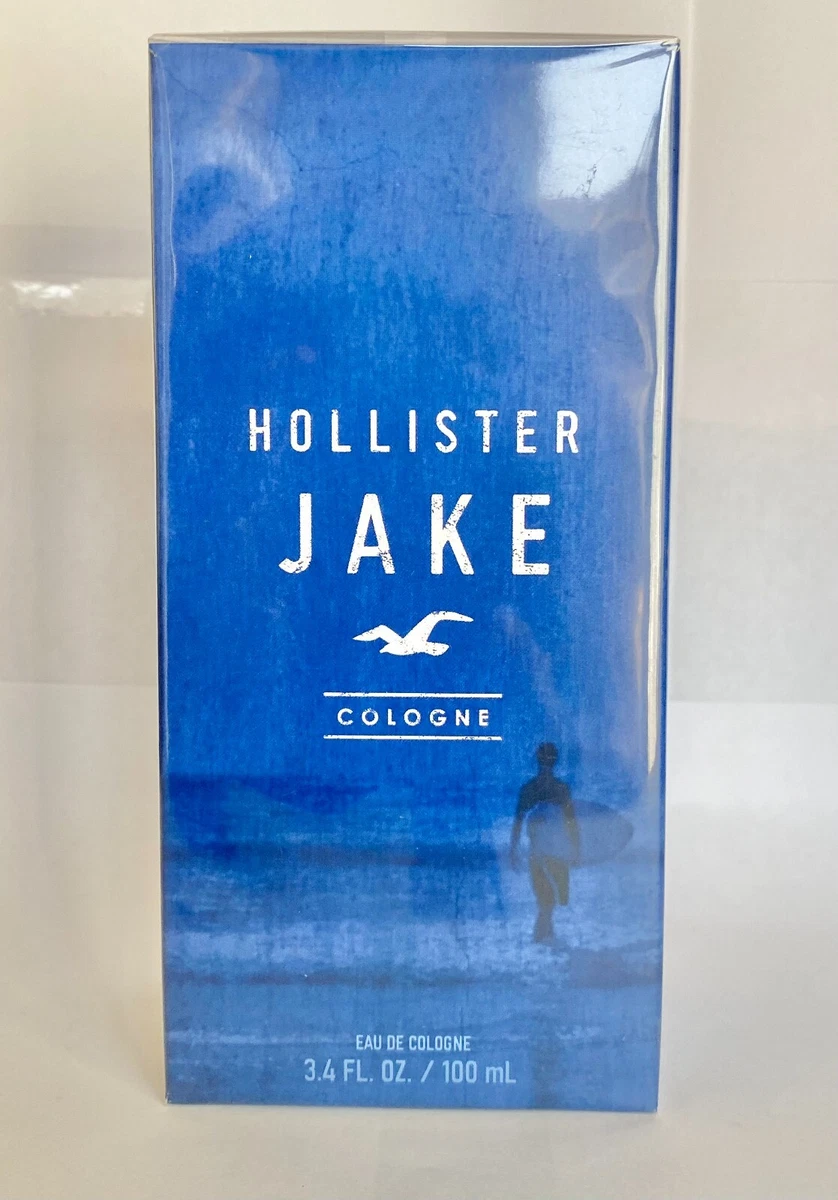 HOLLISTER
JAKE
COLOGNE
EAU DE COLOGNE
3.4 FL. OZ. / 100 mL